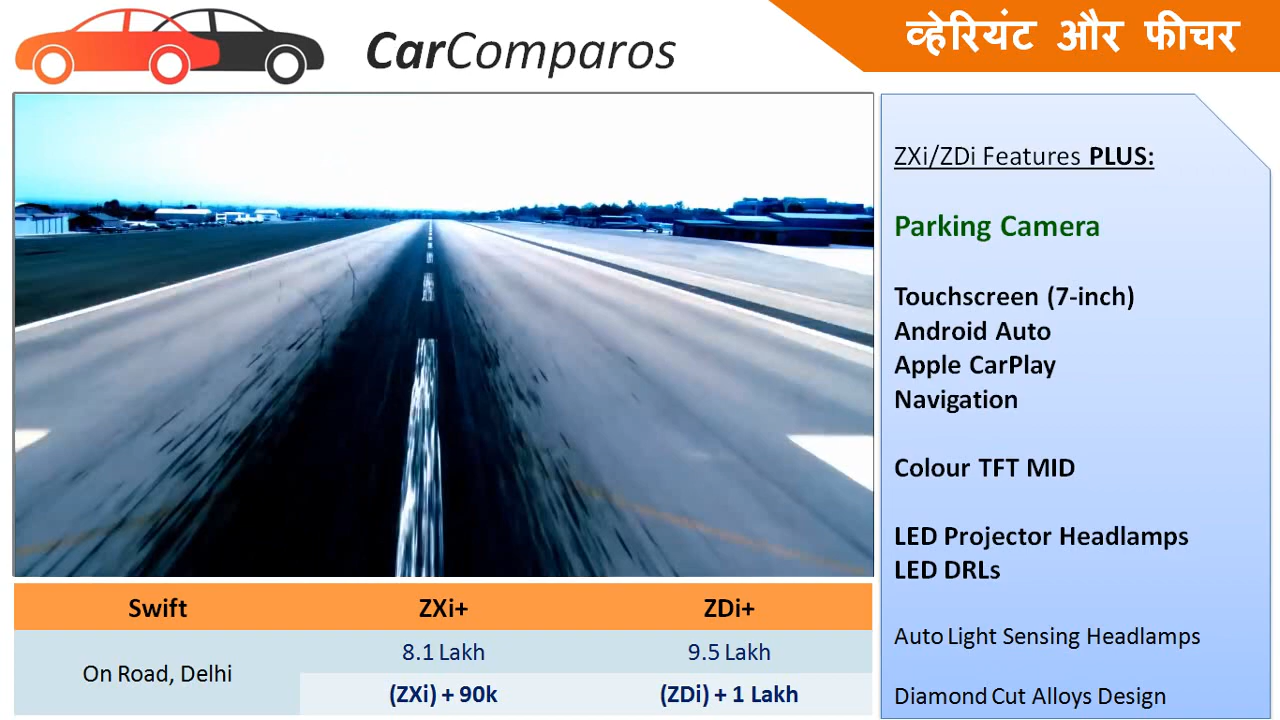 CarComparos
व्हेरियंट और फीचर
ZXi/ZDi Features PLUS:
Parking Camera
Touchscreen (7-inch)
Android Auto
Apple CarPlay
Navigation
Colour TFT MID
LED Projector Headlamps
LED DRLs
Auto Light Sensing Headlamps
Diamond Cut Alloys Design
Swift ZXi+ ZDi+
On Road, Delhi 8.1 Lakh 9.5 Lakh
(ZXi) + 90k (ZDi) + 1 Lakh